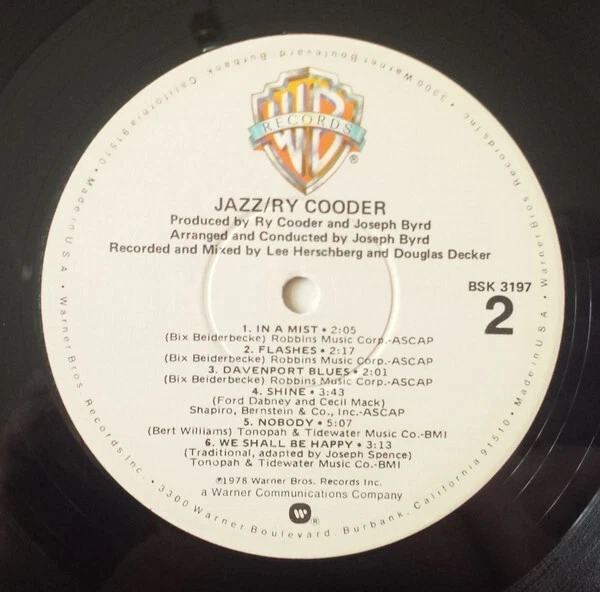 WB
RECORDS
®
JAZZ/RY COODER
Produced by Ry Cooder and Joseph Byrd
Arranged and Conducted by Joseph Byrd
Recorded and Mixed by Lee Herschberg and Douglas Decker
BSK 3197
2
1. IN A MIST • 2:05
(Bix Beiderbecke) Robbins Music Corp.-ASCAP
2. FLASHES • 2:17
(Bix Beiderbecke) Robbins Music Corp.-ASCAP
3. DAVENPORT BLUES • 2:01
(Bix Beiderbecke) Robbins Music Corp.-ASCAP
4. SHINE • 3:43
(Ford Dabney and Cecil Mack)
Shapiro, Bernstein & Co., Inc.-ASCAP
5. NOBODY • 5:07
(Bert Williams) Tonopah & Tidewater Music Co.-BMI
6. WE SHALL BE HAPPY • 3:13
(Traditional, adapted by Joseph Spence)
Tonopah & Tidewater Music Co.-BMI
℗1978 Warner Bros. Records Inc.
a Warner Communications Company
®
Made in U S A • Warner Bros Records Inc. • 3300 Warner Boulevard, Burbank, California 91510 • Made in U S A • Warner Bros Records Inc • 3300 Warner Boulevard, Burbank, California 91510 •